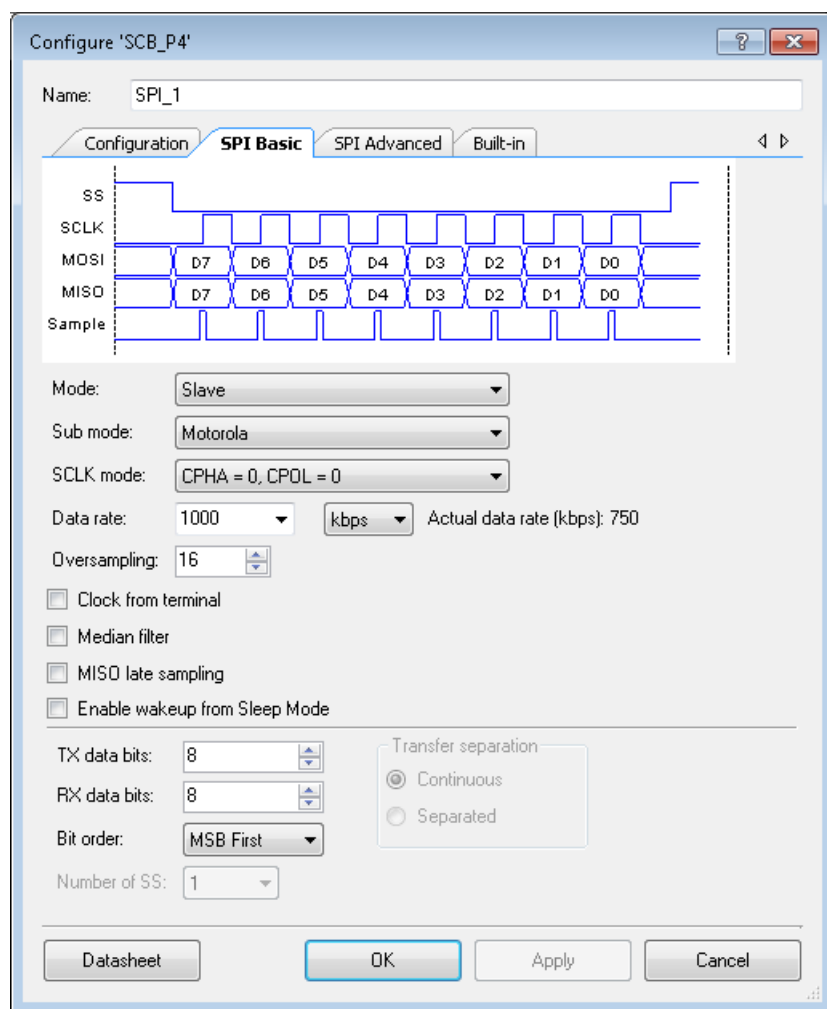 Configure 'SCB_P4'
Name: SPI_1
Configuration SPI Basic SPI Advanced Built-in
SS
SCLK
MOSI D7 D6 D5 D4 D3 D2 D1 D0
MISO D7 D6 D5 D4 D3 D2 D1 D0
Sample
Mode: Slave
Sub mode: Motorola
SCLK mode: CPHA = 0, CPOL = 0
Data rate: 1000 kbps Actual data rate (kbps): 750
Oversampling: 16
Clock from terminal
Median filter
MISO late sampling
Enable wakeup from Sleep Mode
TX data bits: 8
RX data bits: 8
Bit order: MSB First
Number of SS: 1
Transfer separation
Continuous
Separated
Datasheet OK Apply Cancel